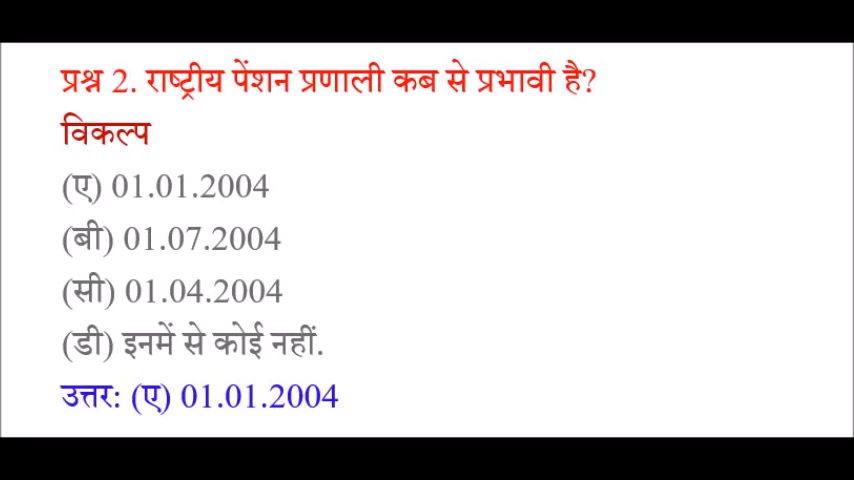 प्रश्न 2. राष्ट्रीय पेंशन प्रणाली कब से प्रभावी है?
विकल्प
(ए) 01.01.2004
(बी) 01.07.2004
(सी) 01.04.2004
(डी) इनमें से कोई नहीं.
उत्तर: (ए) 01.01.2004